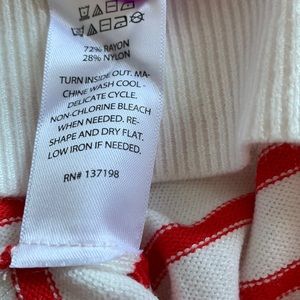 72% RAYON
28% NYLON
TURN INSIDE OUT. MA-
CHINE WASH COOL -
DELICATE CYCLE.
NON-CHLORINE BLEACH
WHEN NEEDED. RE-
SHAPE AND DRY FLAT.
LOW IRON IF NEEDED.
RN# 137198